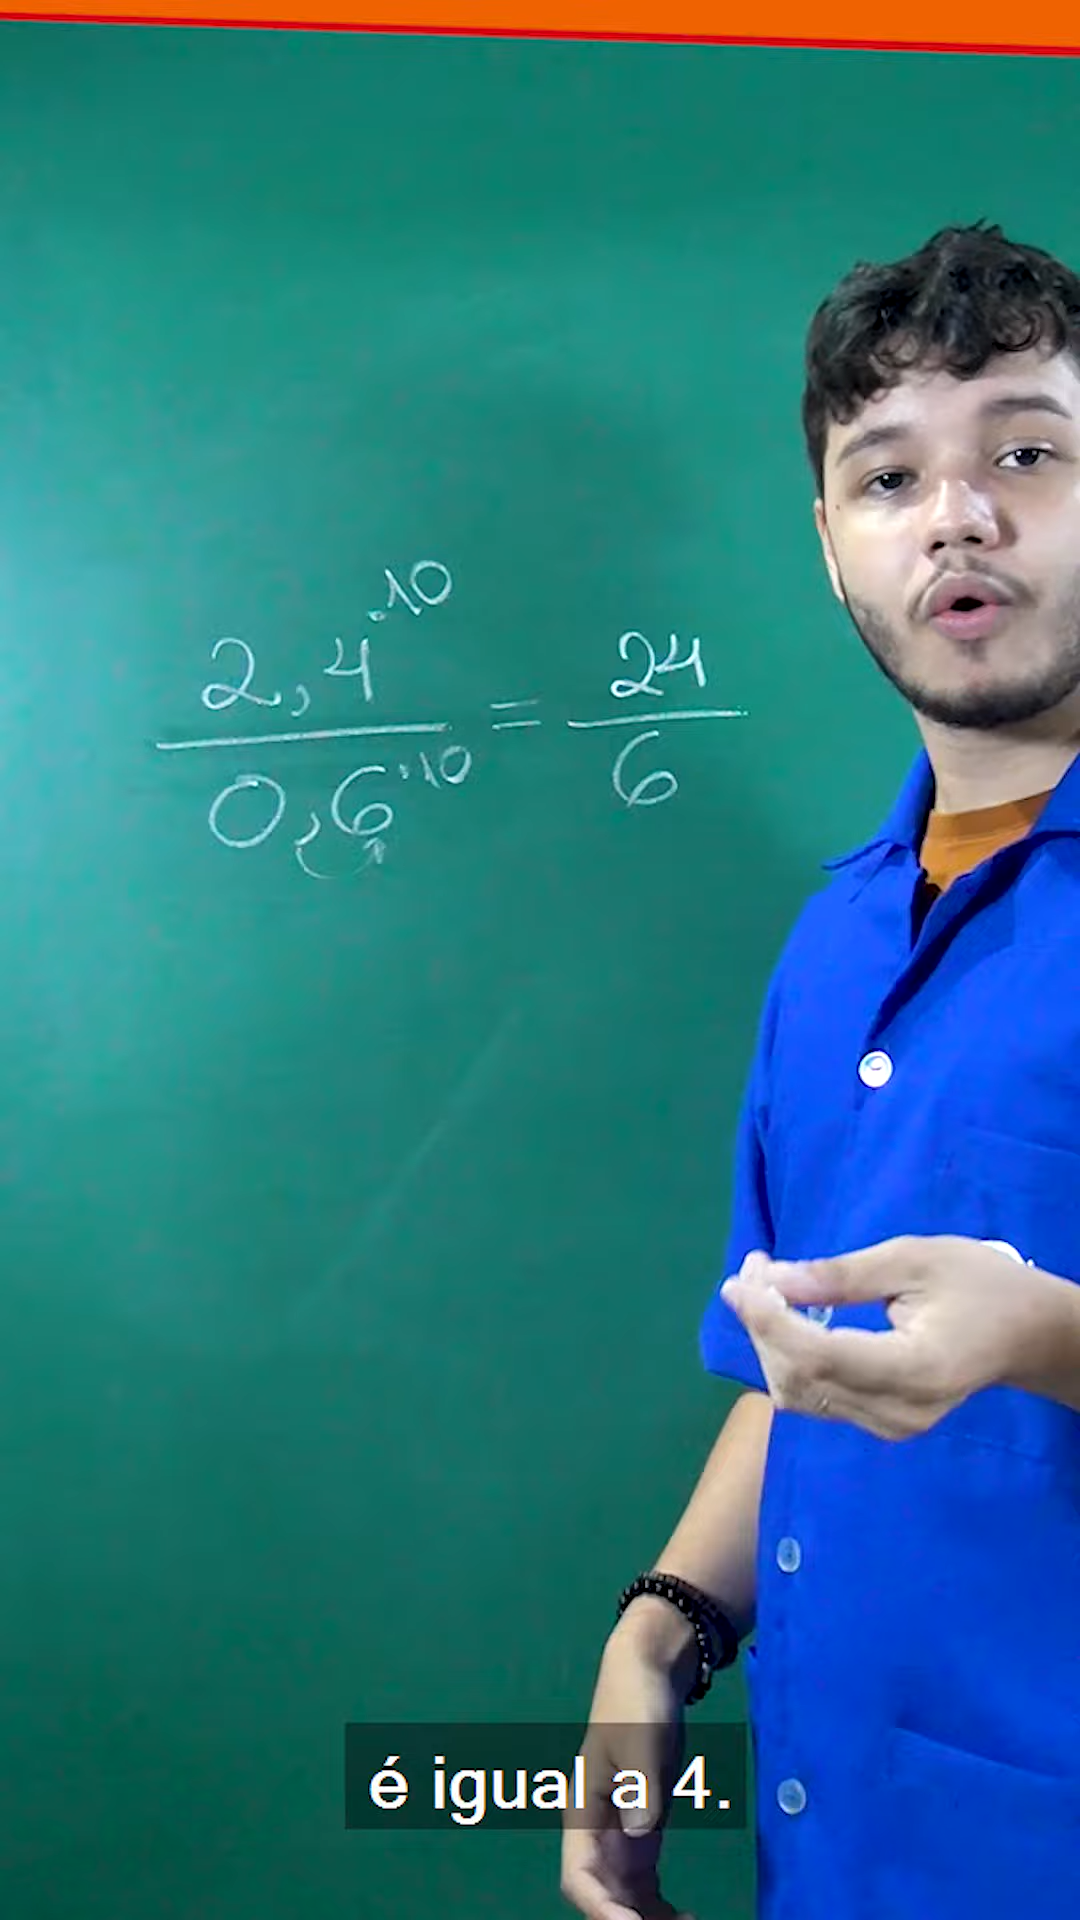 2,4 .10
0,6 .10
= 24
6
é igual a 4.